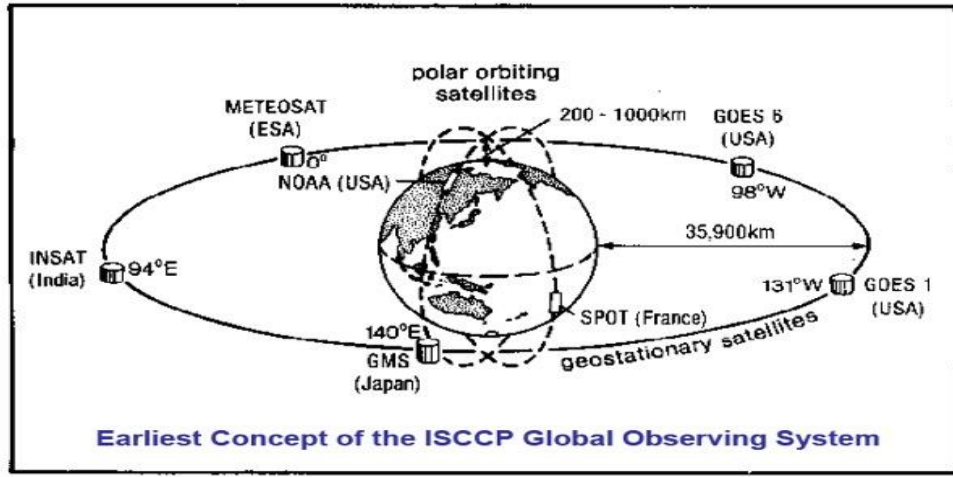 polar orbiting
satellites
200 - 1000km
METEOSAT
(ESA)
0°
NOAA (USA)
GOES 6
(USA)
98°W
35,900km
INSAT
(India)
94°E
131°W
GOES 1
(USA)
SPOT (France)
140°E
GMS
(Japan)
geostationary satellites
Earliest Concept of the ISCCP Global Observing System